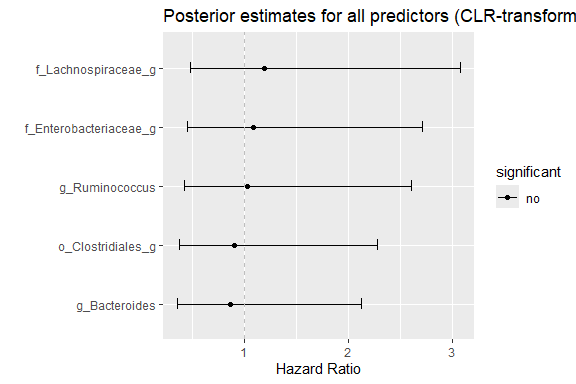 Posterior estimates for all predictors (CLR-transform
f_Lachnospiraceae_g
f_Enterobacteriaceae_g
g_Ruminococcus
o_Clostridiales_g
g_Bacteroides
significant
no
1 2 3
Hazard Ratio